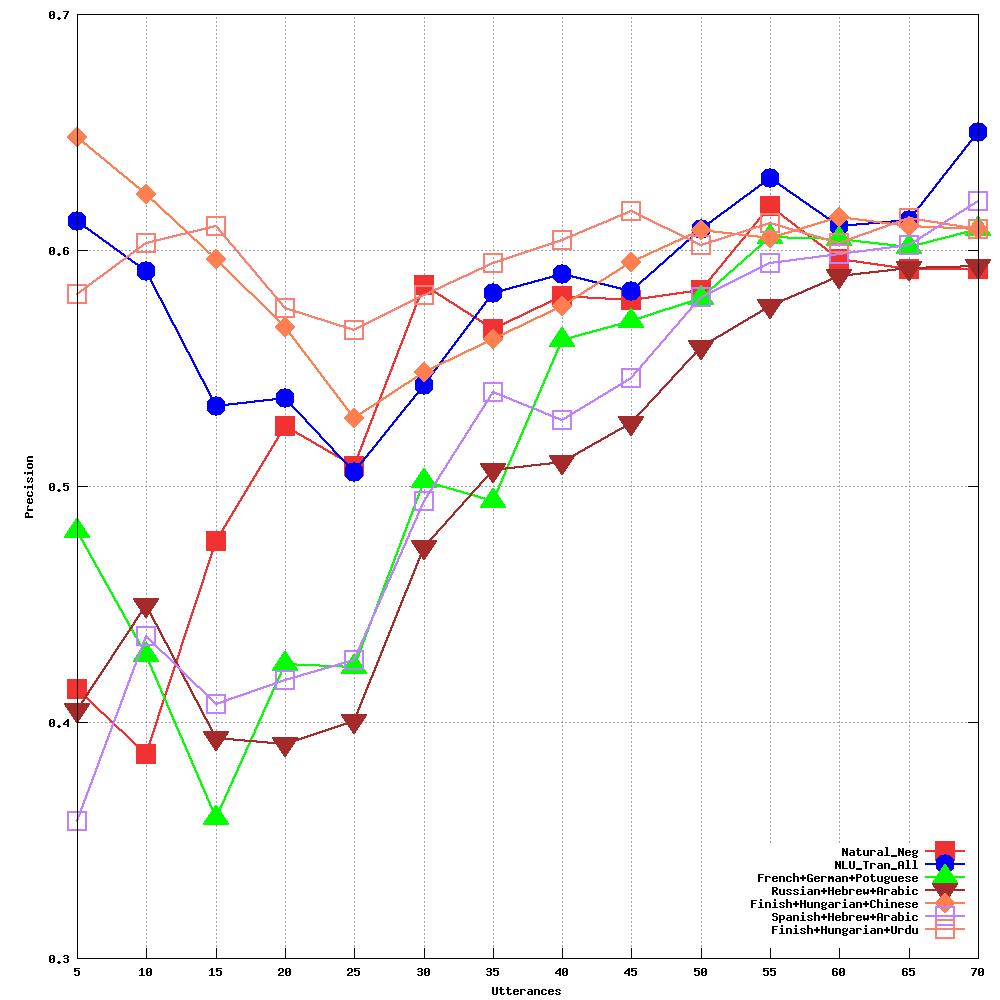 0.7
0.6
0.5
0.4
0.3
Precision
5 10 15 20 25 30 35 40 45 50 55 60 65 70
Utterances
Natural_Neg
NLU_Tran_All
French+German+Potuguese
Russian+Hebrew+Arabic
Finish+Hungarian+Chinese
Spanish+Hebrew+Arabic
Finish+Hungarian+Urdu